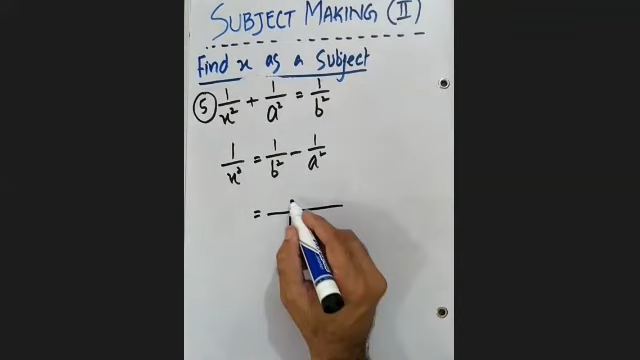 SUBJECT MAKING (II)
Find x as a Subject
5 1/x² + 1/a² = 1/b²
1/x² = 1/b² - 1/a²
=